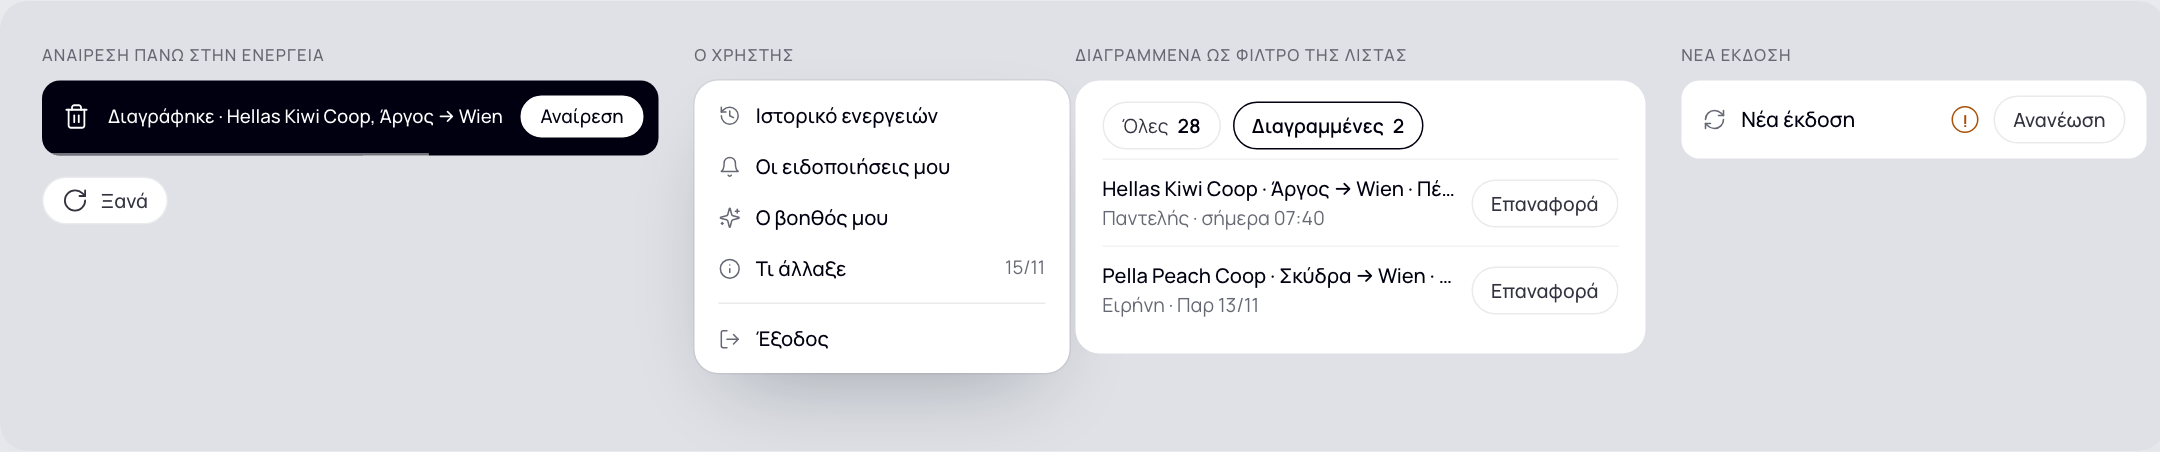 ΑΝΑΙΡΕΣΗ ΠΑΝΩ ΣΤΗΝ ΕΝΕΡΓΕΙΑ
Διαγράφηκε · Hellas Kiwi Coop, Άργος → Wien
Αναίρεση
Ξανά
Ο ΧΡΗΣΤΗΣ
Ιστορικό ενεργειών
Οι ειδοποιήσεις μου
Ο βοηθός μου
Τι άλλαξε 15/11
Έξοδος
ΔΙΑΓΡΑΜΜΕΝΑ ΩΣ ΦΙΛΤΡΟ ΤΗΣ ΛΙΣΤΑΣ
Όλες 28 Διαγραμμένες 2
Hellas Kiwi Coop · Άργος → Wien · Πέ…
Παντελής · σήμερα 07:40
Επαναφορά
Pella Peach Coop · Σκύδρα → Wien · …
Ειρήνη · Παρ 13/11
Επαναφορά
ΝΕΑ ΕΚΔΟΣΗ
Νέα έκδοση
Ανανέωση